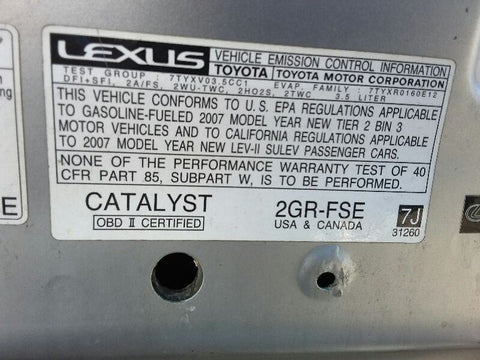 LEXUS VEHICLE EMISSION CONTROL INFORMATION
TOYOTA TOYOTA MOTOR CORPORATION
TEST GROUP : 7TYXV03.5CC1 EVAP. FAMILY : 7TYXR0160E12
DFI+SFI, 2A/FS, 2WU-TWC, 2HO2S, 2TWC 3.5 LITER
THIS VEHICLE CONFORMS TO U.S. EPA REGULATIONS APPLICABLE
TO GASOLINE-FUELED 2007 MODEL YEAR NEW TIER 2 BIN 3
MOTOR VEHICLES AND TO CALIFORNIA REGULATIONS APPLICABLE
TO 2007 MODEL YEAR NEW LEV-II SULEV PASSENGER CARS.
NONE OF THE PERFORMANCE WARRANTY TEST OF 40
CFR PART 85, SUBPART W, IS TO BE PERFORMED.
CATALYST 2GR-FSE 7J
OBD II CERTIFIED USA & CANADA 31260